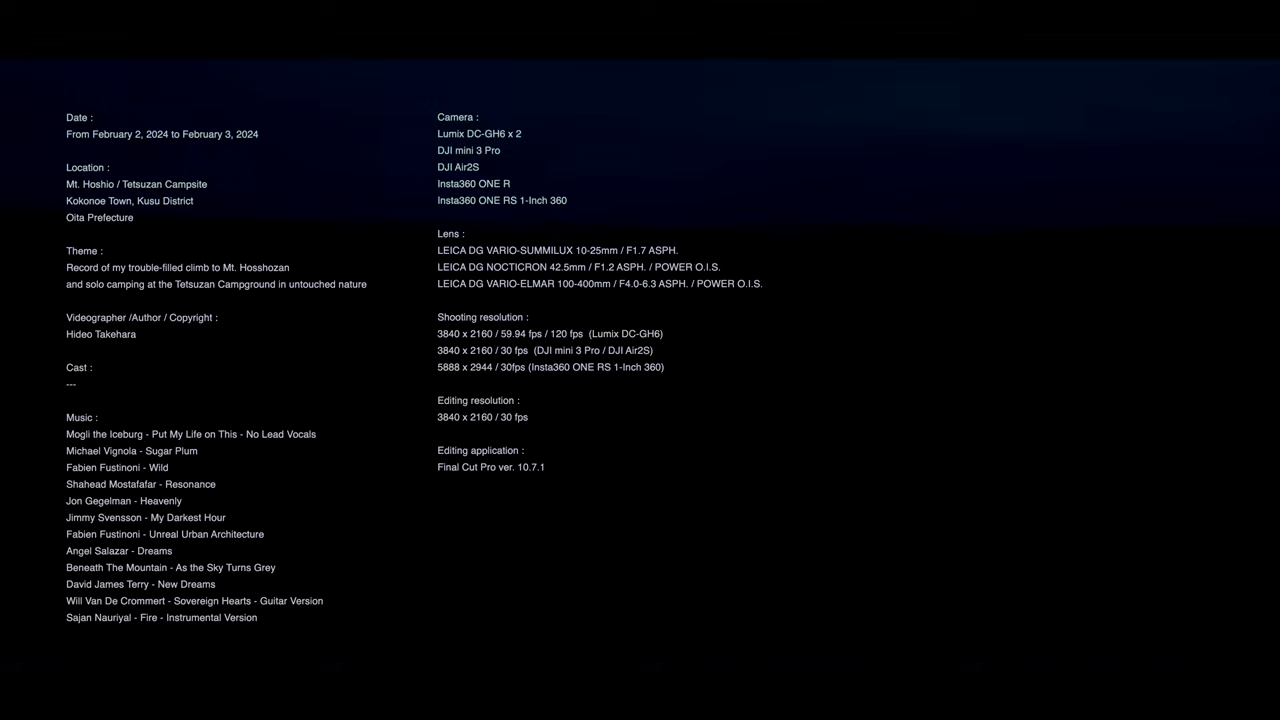 Date :
From February 2, 2024 to February 3, 2024
Location :
Mt. Hoshio / Tetsuzan Campsite
Kokonoe Town, Kusu District
Oita Prefecture
Theme :
Record of my trouble-filled climb to Mt. Hosshozan
and solo camping at the Tetsuzan Campground in untouched nature
Videographer /Author / Copyright :
Hideo Takehara
Cast :
---
Music :
Mogli the Iceburg - Put My Life on This - No Lead Vocals
Michael Vignola - Sugar Plum
Fabien Fustinoni - Wild
Shahead Mostafafar - Resonance
Jon Gegelman - Heavenly
Jimmy Svensson - My Darkest Hour
Fabien Fustinoni - Unreal Urban Architecture
Angel Salazar - Dreams
Beneath The Mountain - As the Sky Turns Grey
David James Terry - New Dreams
Will Van De Crommert - Sovereign Hearts - Guitar Version
Sajan Nauriyal - Fire - Instrumental Version
Camera :
Lumix DC-GH6 x 2
DJI mini 3 Pro
DJI Air2S
Insta360 ONE R
Insta360 ONE RS 1-Inch 360
Lens :
LEICA DG VARIO-SUMMILUX 10-25mm / F1.7 ASPH.
LEICA DG NOCTICRON 42.5mm / F1.2 ASPH. / POWER O.I.S.
LEICA DG VARIO-ELMAR 100-400mm / F4.0-6.3 ASPH. / POWER O.I.S.
Shooting resolution :
3840 x 2160 / 59.94 fps / 120 fps (Lumix DC-GH6)
3840 x 2160 / 30 fps (DJI mini 3 Pro / DJI Air2S)
5888 x 2944 / 30fps (Insta360 ONE RS 1-Inch 360)
Editing resolution :
3840 x 2160 / 30 fps
Editing application :
Final Cut Pro ver. 10.7.1